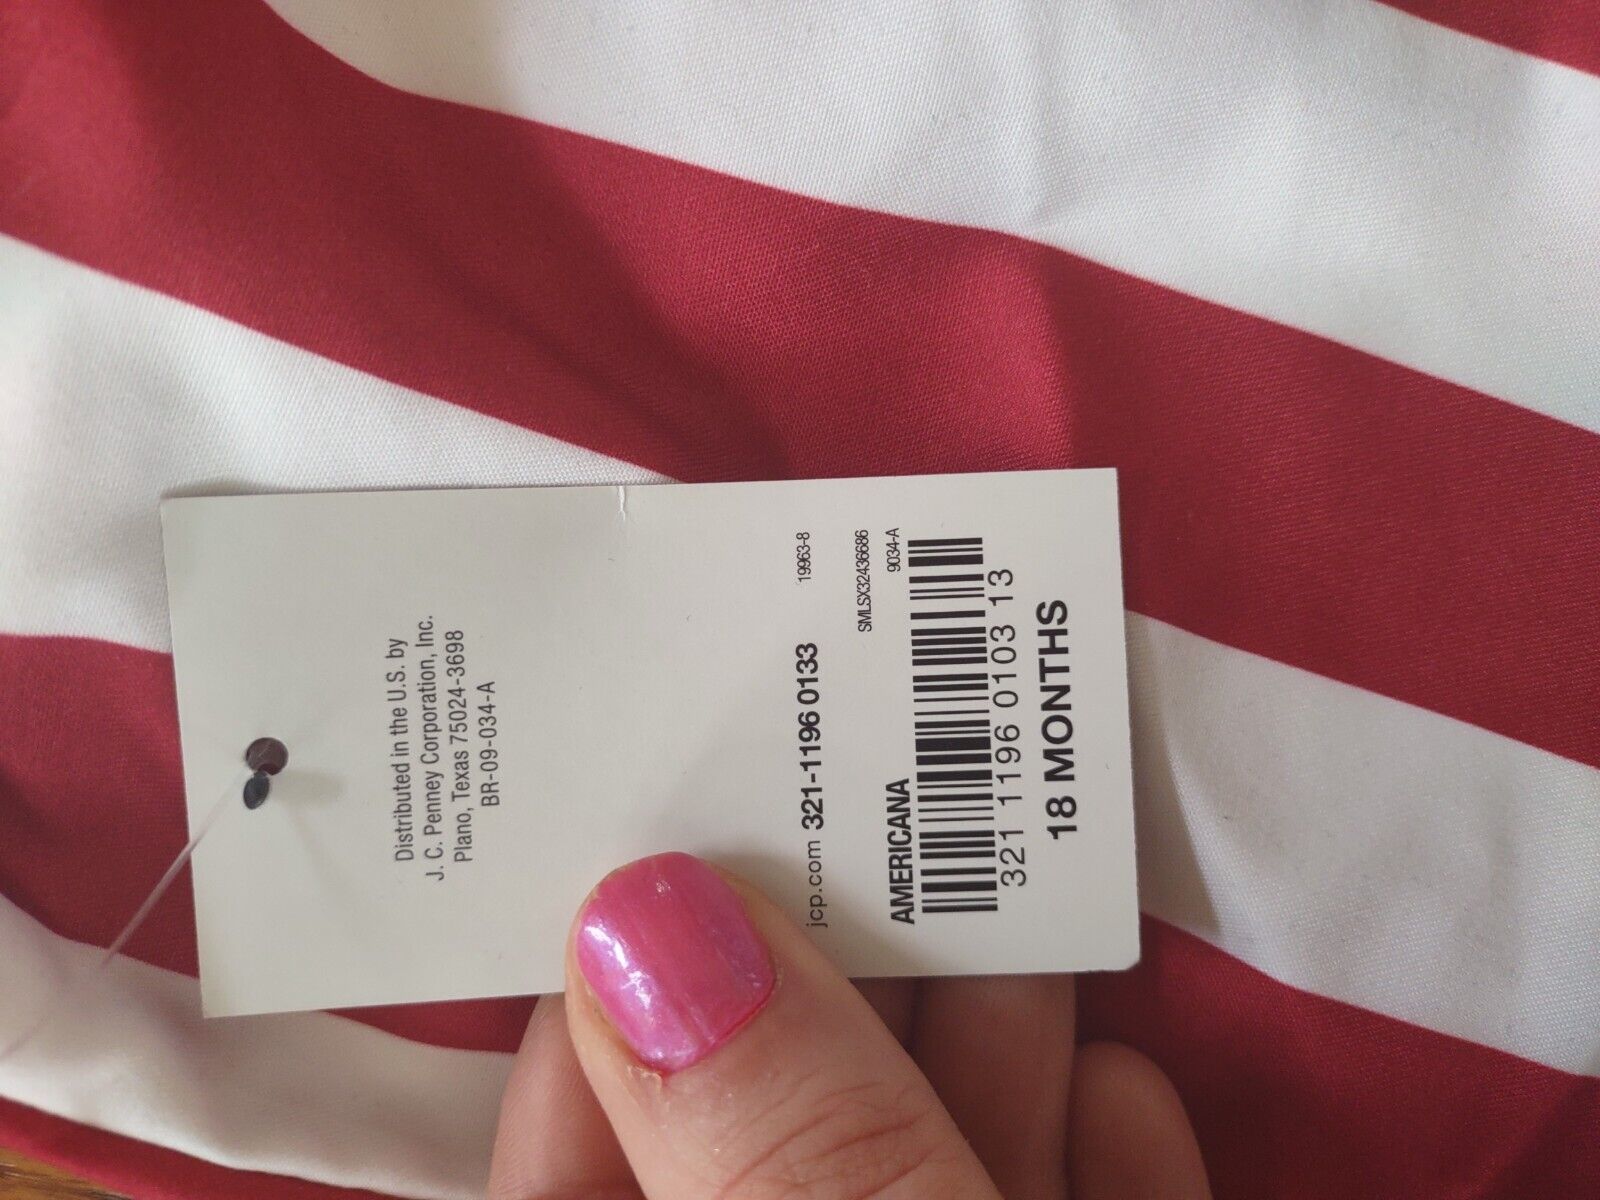 Distributed in the U.S. by
J. C. Penney Corporation, Inc.
Plano, Texas 75024-3698
BR-09-034-A
19963-8
jcp.com 321-1196 0133
SMLSX32436686
9034-A
AMERICANA
321 1196 0103 13
18 MONTHS